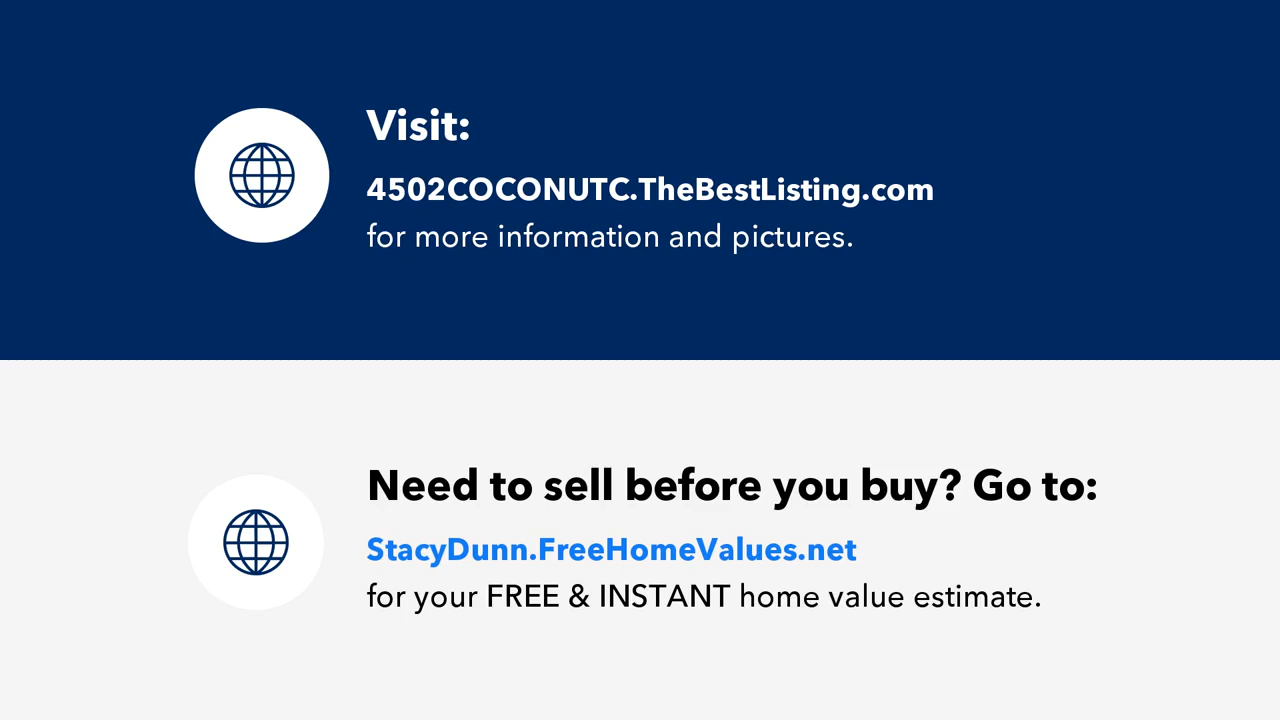 Visit:
4502COCONUTC.TheBestListing.com
for more information and pictures.
Need to sell before you buy? Go to:
StacyDunn.FreeHomeValues.net
for your FREE & INSTANT home value estimate.